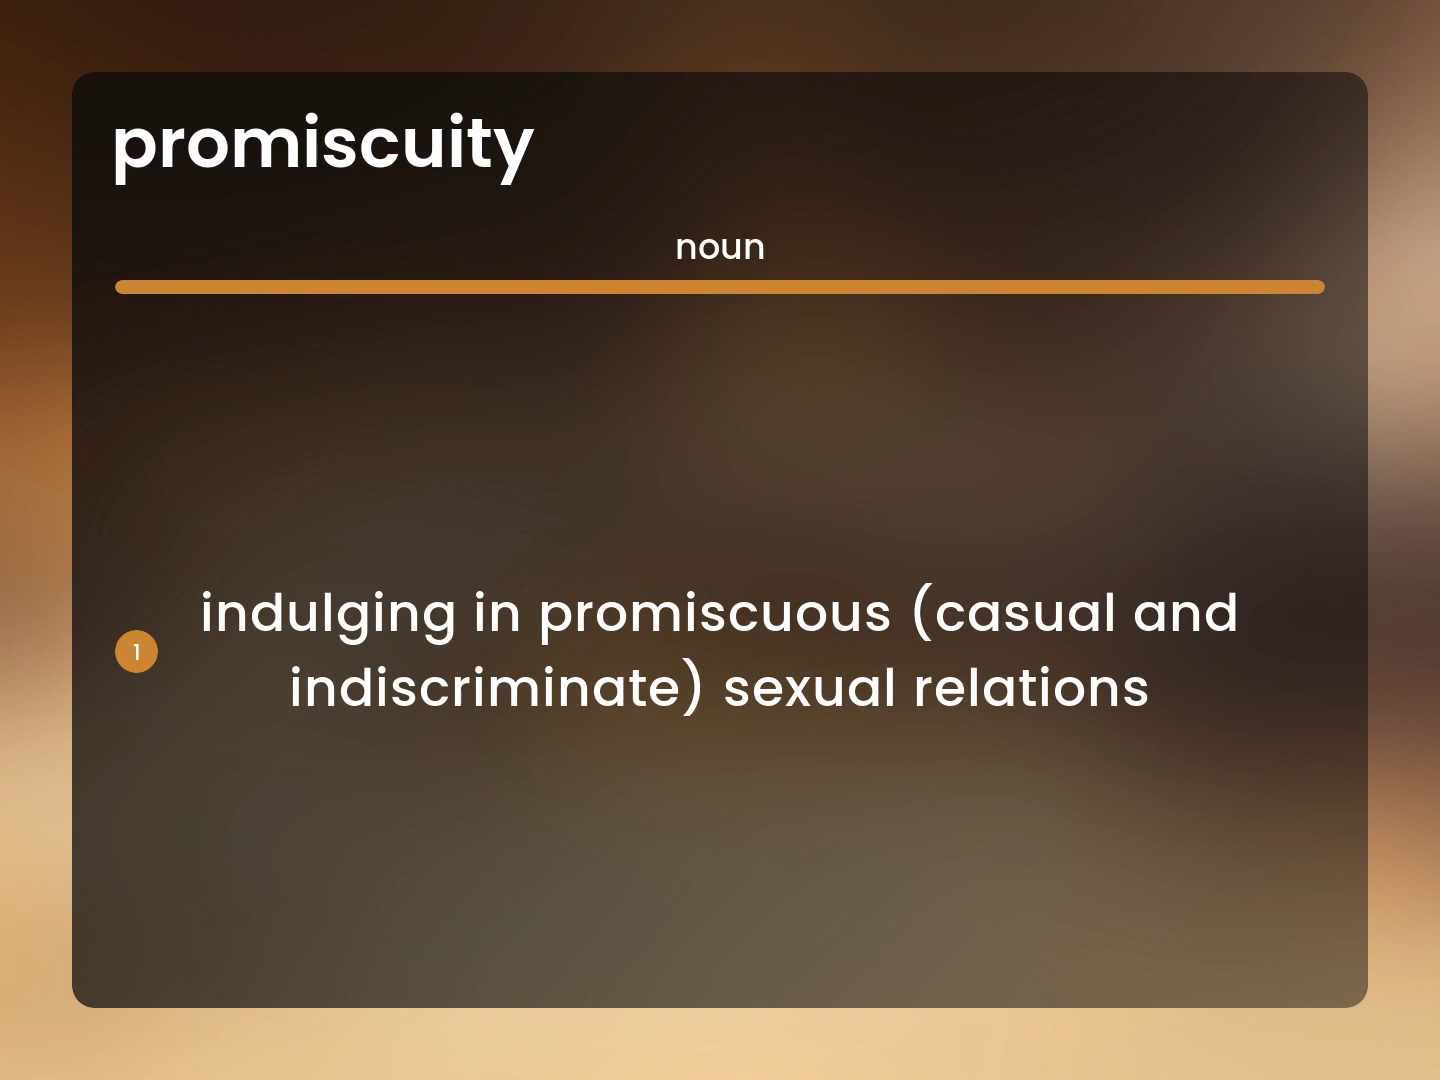 promiscuity
noun
1
indulging in promiscuous (casual and
indiscriminate) sexual relations